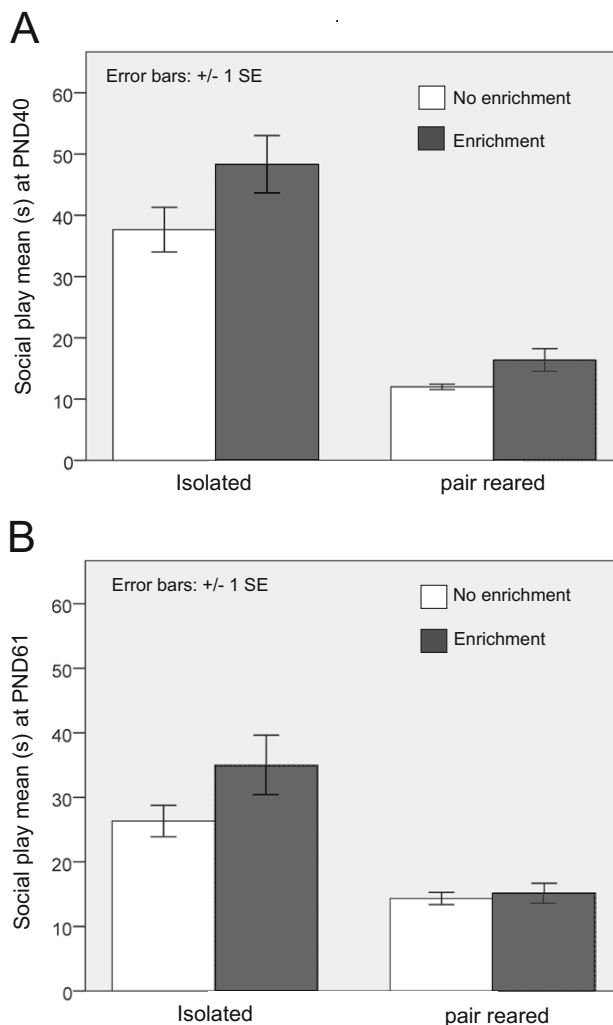 A
Error bars: +/- 1 SE
No enrichment
Enrichment
Social play mean (s) at PND40
60
50
40
30
20
10
0
Isolated
pair reared
B
Error bars: +/- 1 SE
No enrichment
Enrichment
Social play mean (s) at PND61
60
50
40
30
20
10
0
Isolated
pair reared